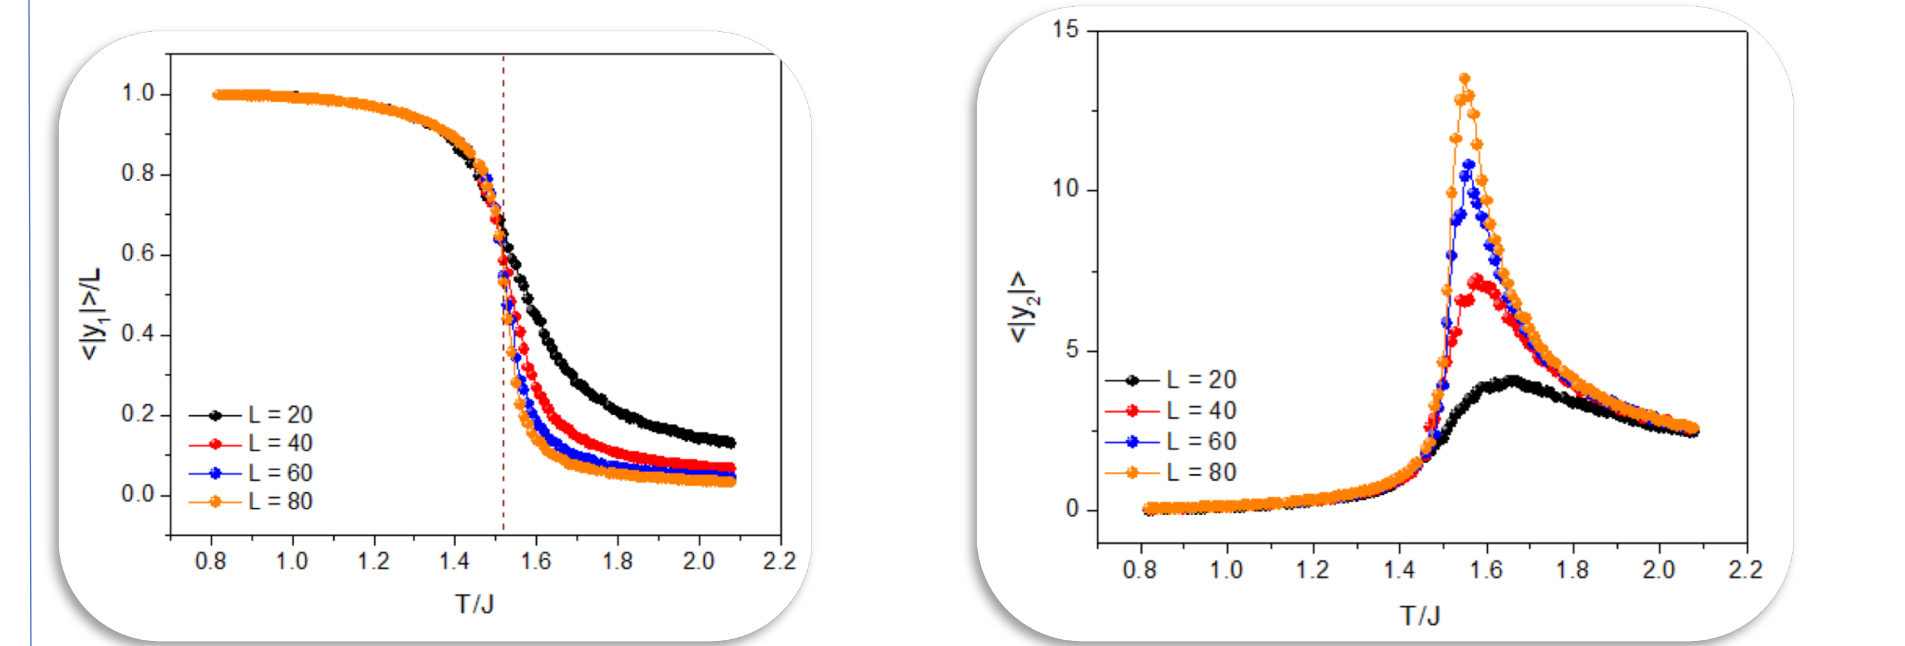 1.0
0.8
0.6
0.4
0.2
0.0
<|y₁|>/L
L = 20
L = 40
L = 60
L = 80
0.8 1.0 1.2 1.4 1.6 1.8 2.0 2.2
T/J
15
10
5
0
<|y₂|>
L = 20
L = 40
L = 60
L = 80
0.8 1.0 1.2 1.4 1.6 1.8 2.0 2.2
T/J